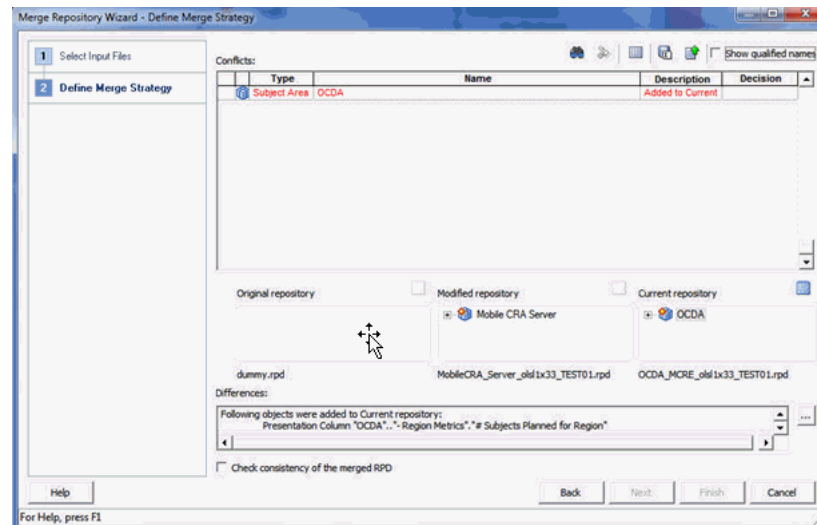 Merge Repository Wizard - Define Merge Strategy
1 Select Input Files
2 Define Merge Strategy
Conflicts:
Show qualified names
Type Name Description Decision
Subject Area OCDA Added to Current
Original repository Modified repository Current repository
Mobile CRA Server OCDA
dummy.rpd MobileCRA_Server_olsl1x33_TEST01.rpd OCDA_MCRE_olsl1x33_TEST01.rpd
Differences:
Following objects were added to Current repository:
Presentation Column "OCDA".."- Region Metrics"."# Subjects Planned for Region"
...
Check consistency of the merged RPD
Help Back Next Finish Cancel
For Help, press F1